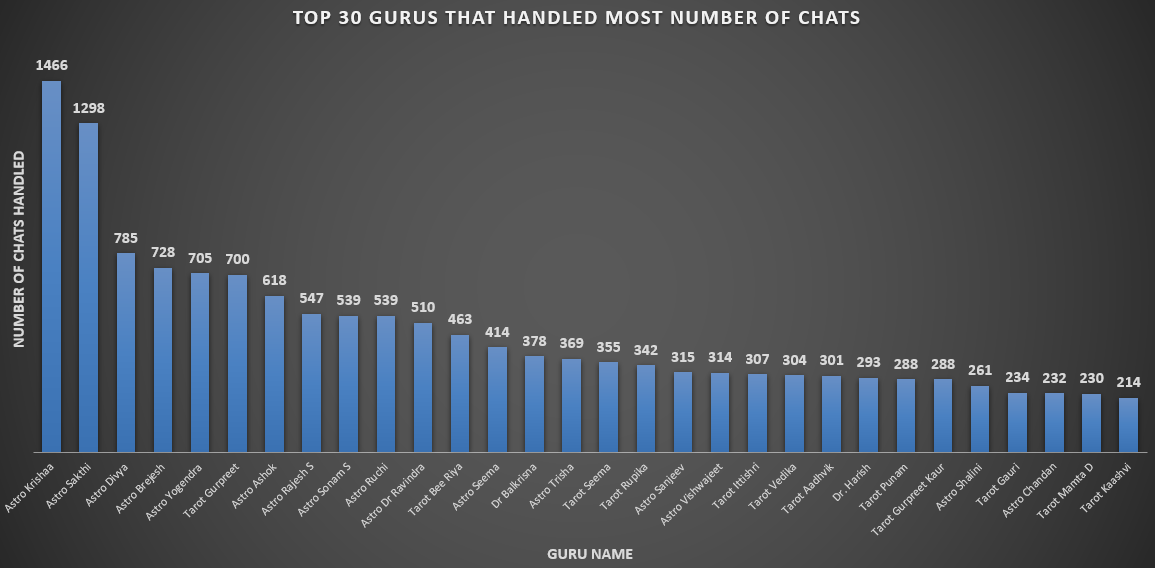 TOP 30 GURUS THAT HANDLED MOST NUMBER OF CHATS
NUMBER OF CHATS HANDLED
1466
1298
785
728
705
700
618
547
539
539
510
463
414
378
369
355
342
315
314
307
304
301
293
288
288
261
234
232
230
214
Astro Krishaa
Astro Sakthi
Astro Divya
Astro Brejesh
Astro Yogendra
Tarot Gurpreet
Astro Ashok
Astro Rajesh S
Astro Sonam S
Astro Ruchi
Astro Dr Ravindra
Tarot Bee Riya
Astro Seema
Dr Balkrisna
Astro Trisha
Tarot Seema
Tarot Rupika
Astro Sanjeev
Astro Vishwajeet
Tarot Ittishri
Tarot Vedika
Tarot Aadhvik
Dr. Harish
Tarot Punam
Tarot Gurpreet Kaur
Astro Shalini
Tarot Gauri
Astro Chandan
Tarot Mamta D
Tarot Kaashvi
GURU NAME